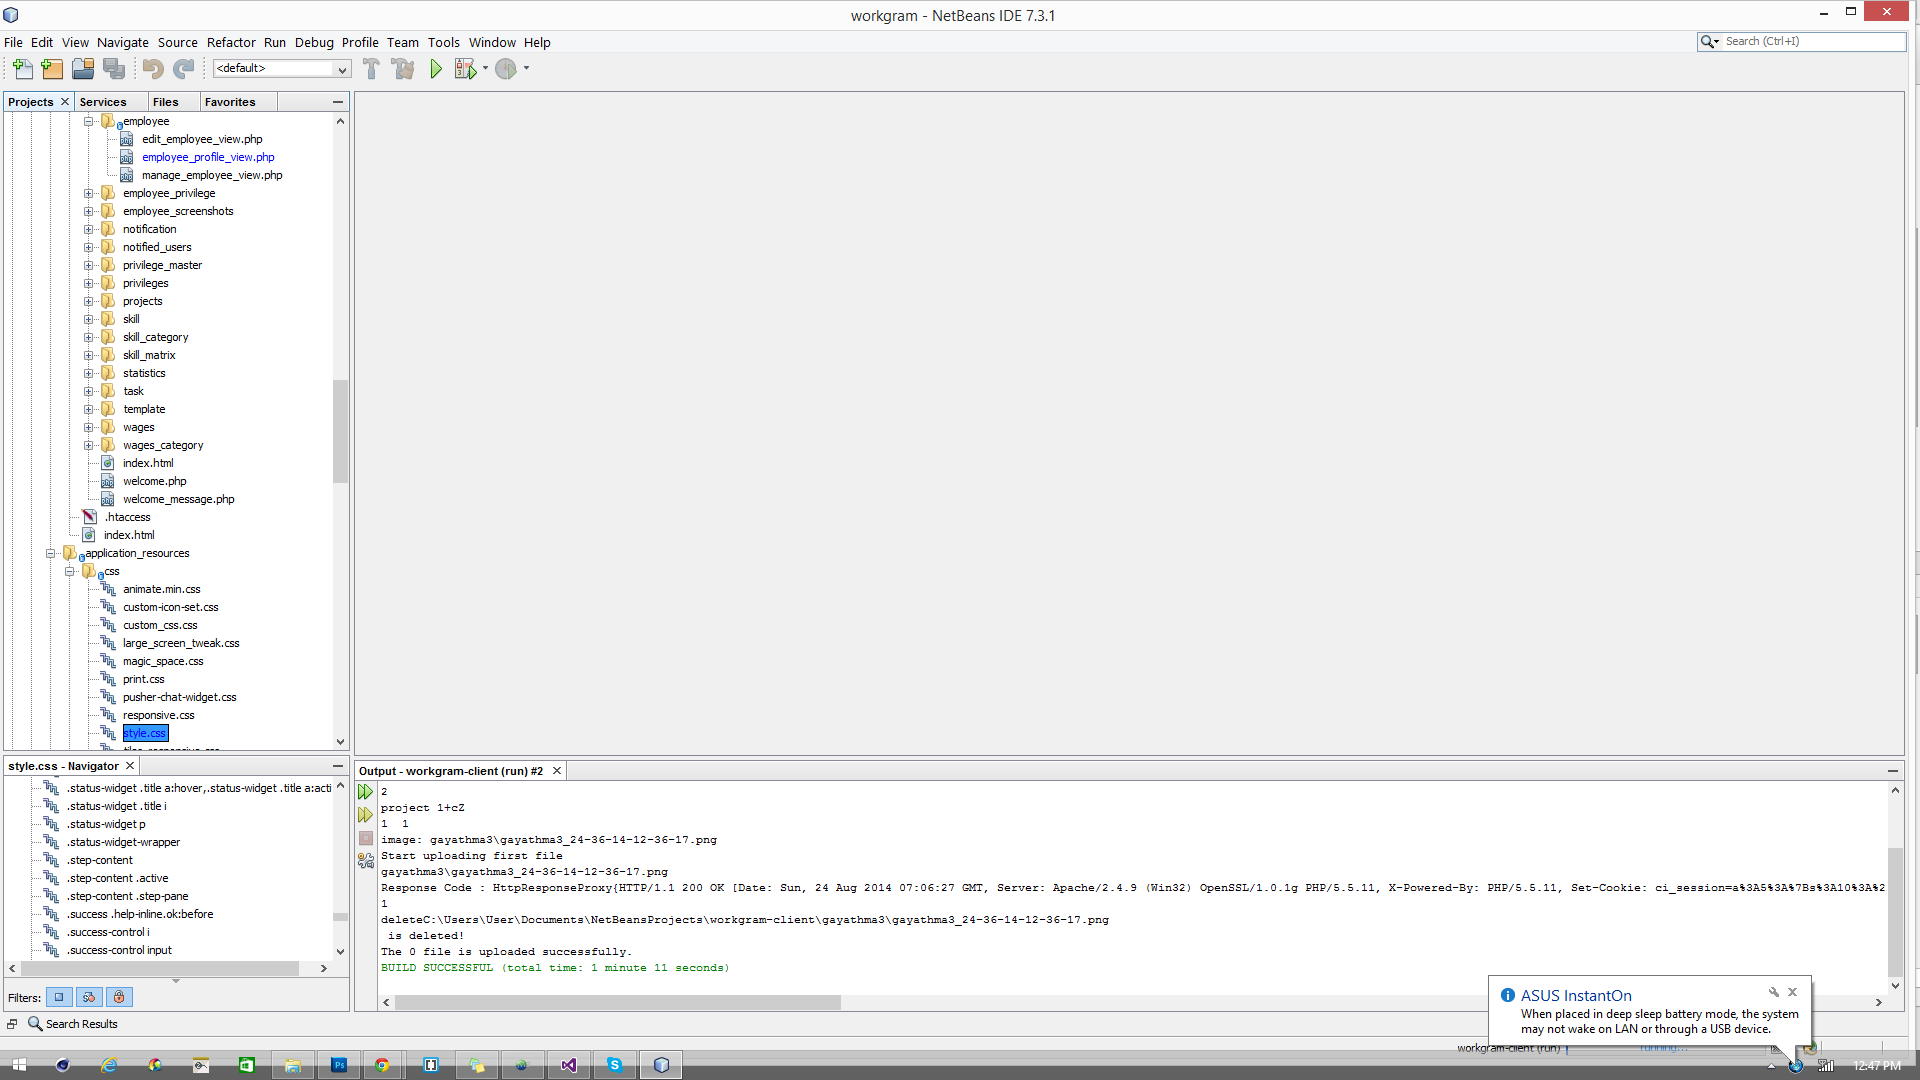 workgram - NetBeans IDE 7.3.1
File Edit View Navigate Source Refactor Run Debug Profile Team Tools Window Help
Search (Ctrl+I)
<default>
Projects Services Files Favorites
employee
edit_employee_view.php
employee_profile_view.php
manage_employee_view.php
employee_privilege
employee_screenshots
notification
notified_users
privilege_master
privileges
projects
skill
skill_category
skill_matrix
statistics
task
template
wages
wages_category
index.html
welcome.php
welcome_message.php
.htaccess
index.html
application_resources
css
animate.min.css
custom-icon-set.css
custom_css.css
large_screen_tweak.css
magic_space.css
print.css
pusher-chat-widget.css
responsive.css
style.css
style.css - Navigator
.status-widget .title a:hover,.status-widget .title a:acti
.status-widget .title i
.status-widget p
.status-widget-wrapper
.step-content
.step-content .active
.step-content .step-pane
.success .help-inline.ok:before
.success-control i
.success-control input
Filters:
Search Results
Output - workgram-client (run) #2
2
project 1+cZ
1  1
image: gayathma3\gayathma3_24-36-14-12-36-17.png
Start uploading first file
gayathma3\gayathma3_24-36-14-12-36-17.png
Response Code : HttpResponseProxy{HTTP/1.1 200 OK [Date: Sun, 24 Aug 2014 07:06:27 GMT, Server: Apache/2.4.9 (Win32) OpenSSL/1.0.1g PHP/5.5.11, X-Powered-By: PHP/5.5.11, Set-Cookie: ci_session=a%3A5%3A%7Bs%3A10%3A%2
1
deleteC:\Users\User\Documents\NetBeansProjects\workgram-client\gayathma3\gayathma3_24-36-14-12-36-17.png
is deleted!
The 0 file is uploaded successfully.
BUILD SUCCESSFUL (total time: 1 minute 11 seconds)
ASUS InstantOn
When placed in deep sleep battery mode, the system
may not wake on LAN or through a USB device.
workgram-client (run)
running...
12:47 PM